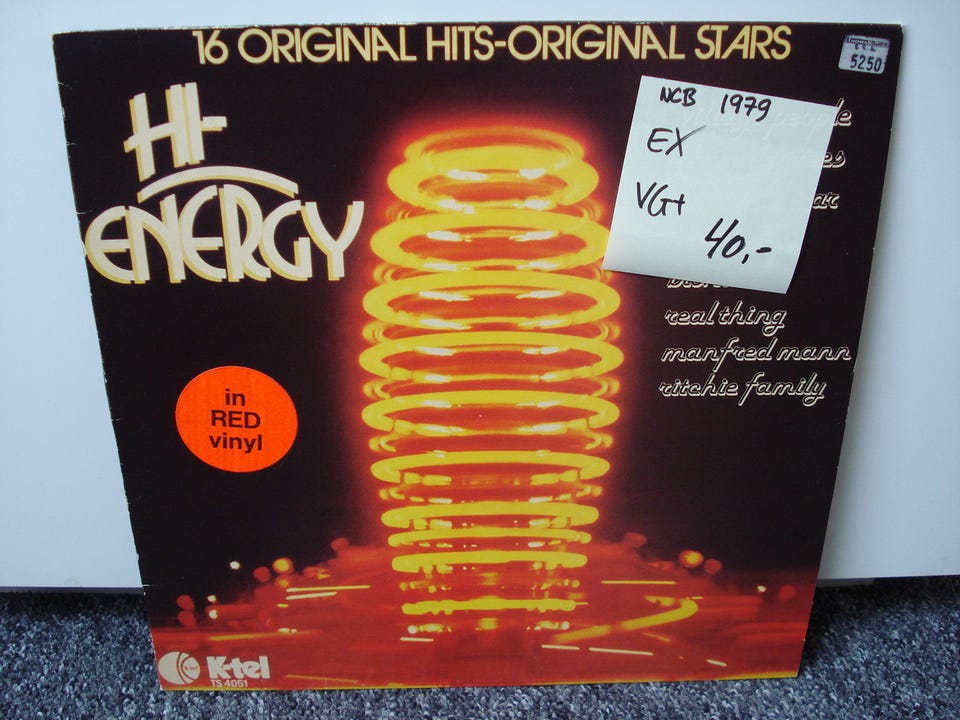 16 ORIGINAL HITS-ORIGINAL STARS
5250
HI-
ENERGY
NCB 1979
EX
VG+
40,-
real thing
manfred mann
ritchie family
in
RED
vinyl
K-tel
K-tel
TS 4051